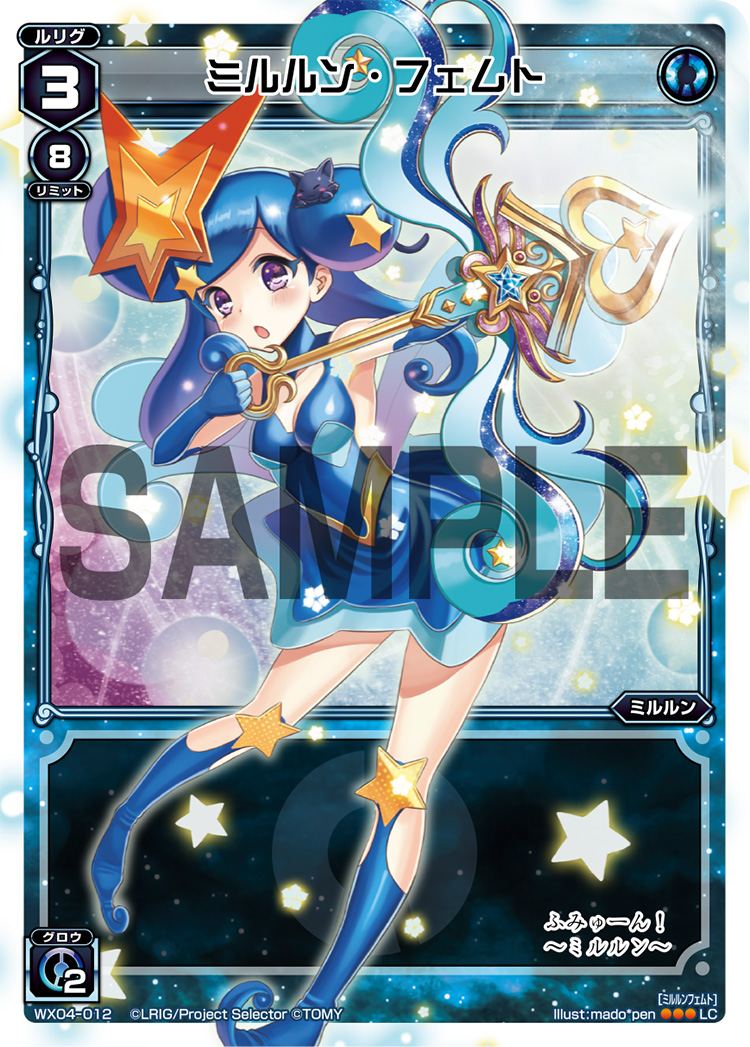 ルリグ
3
ミルルン・フェムト
8
リミット
SAMPLE
ミルルン
ふみゅーん!
~ミルルン~
グロウ
2
[ミルルンフェムト]
WX04-012 ©LRIG/Project Selector ©TOMY Illust:mado*pen LC